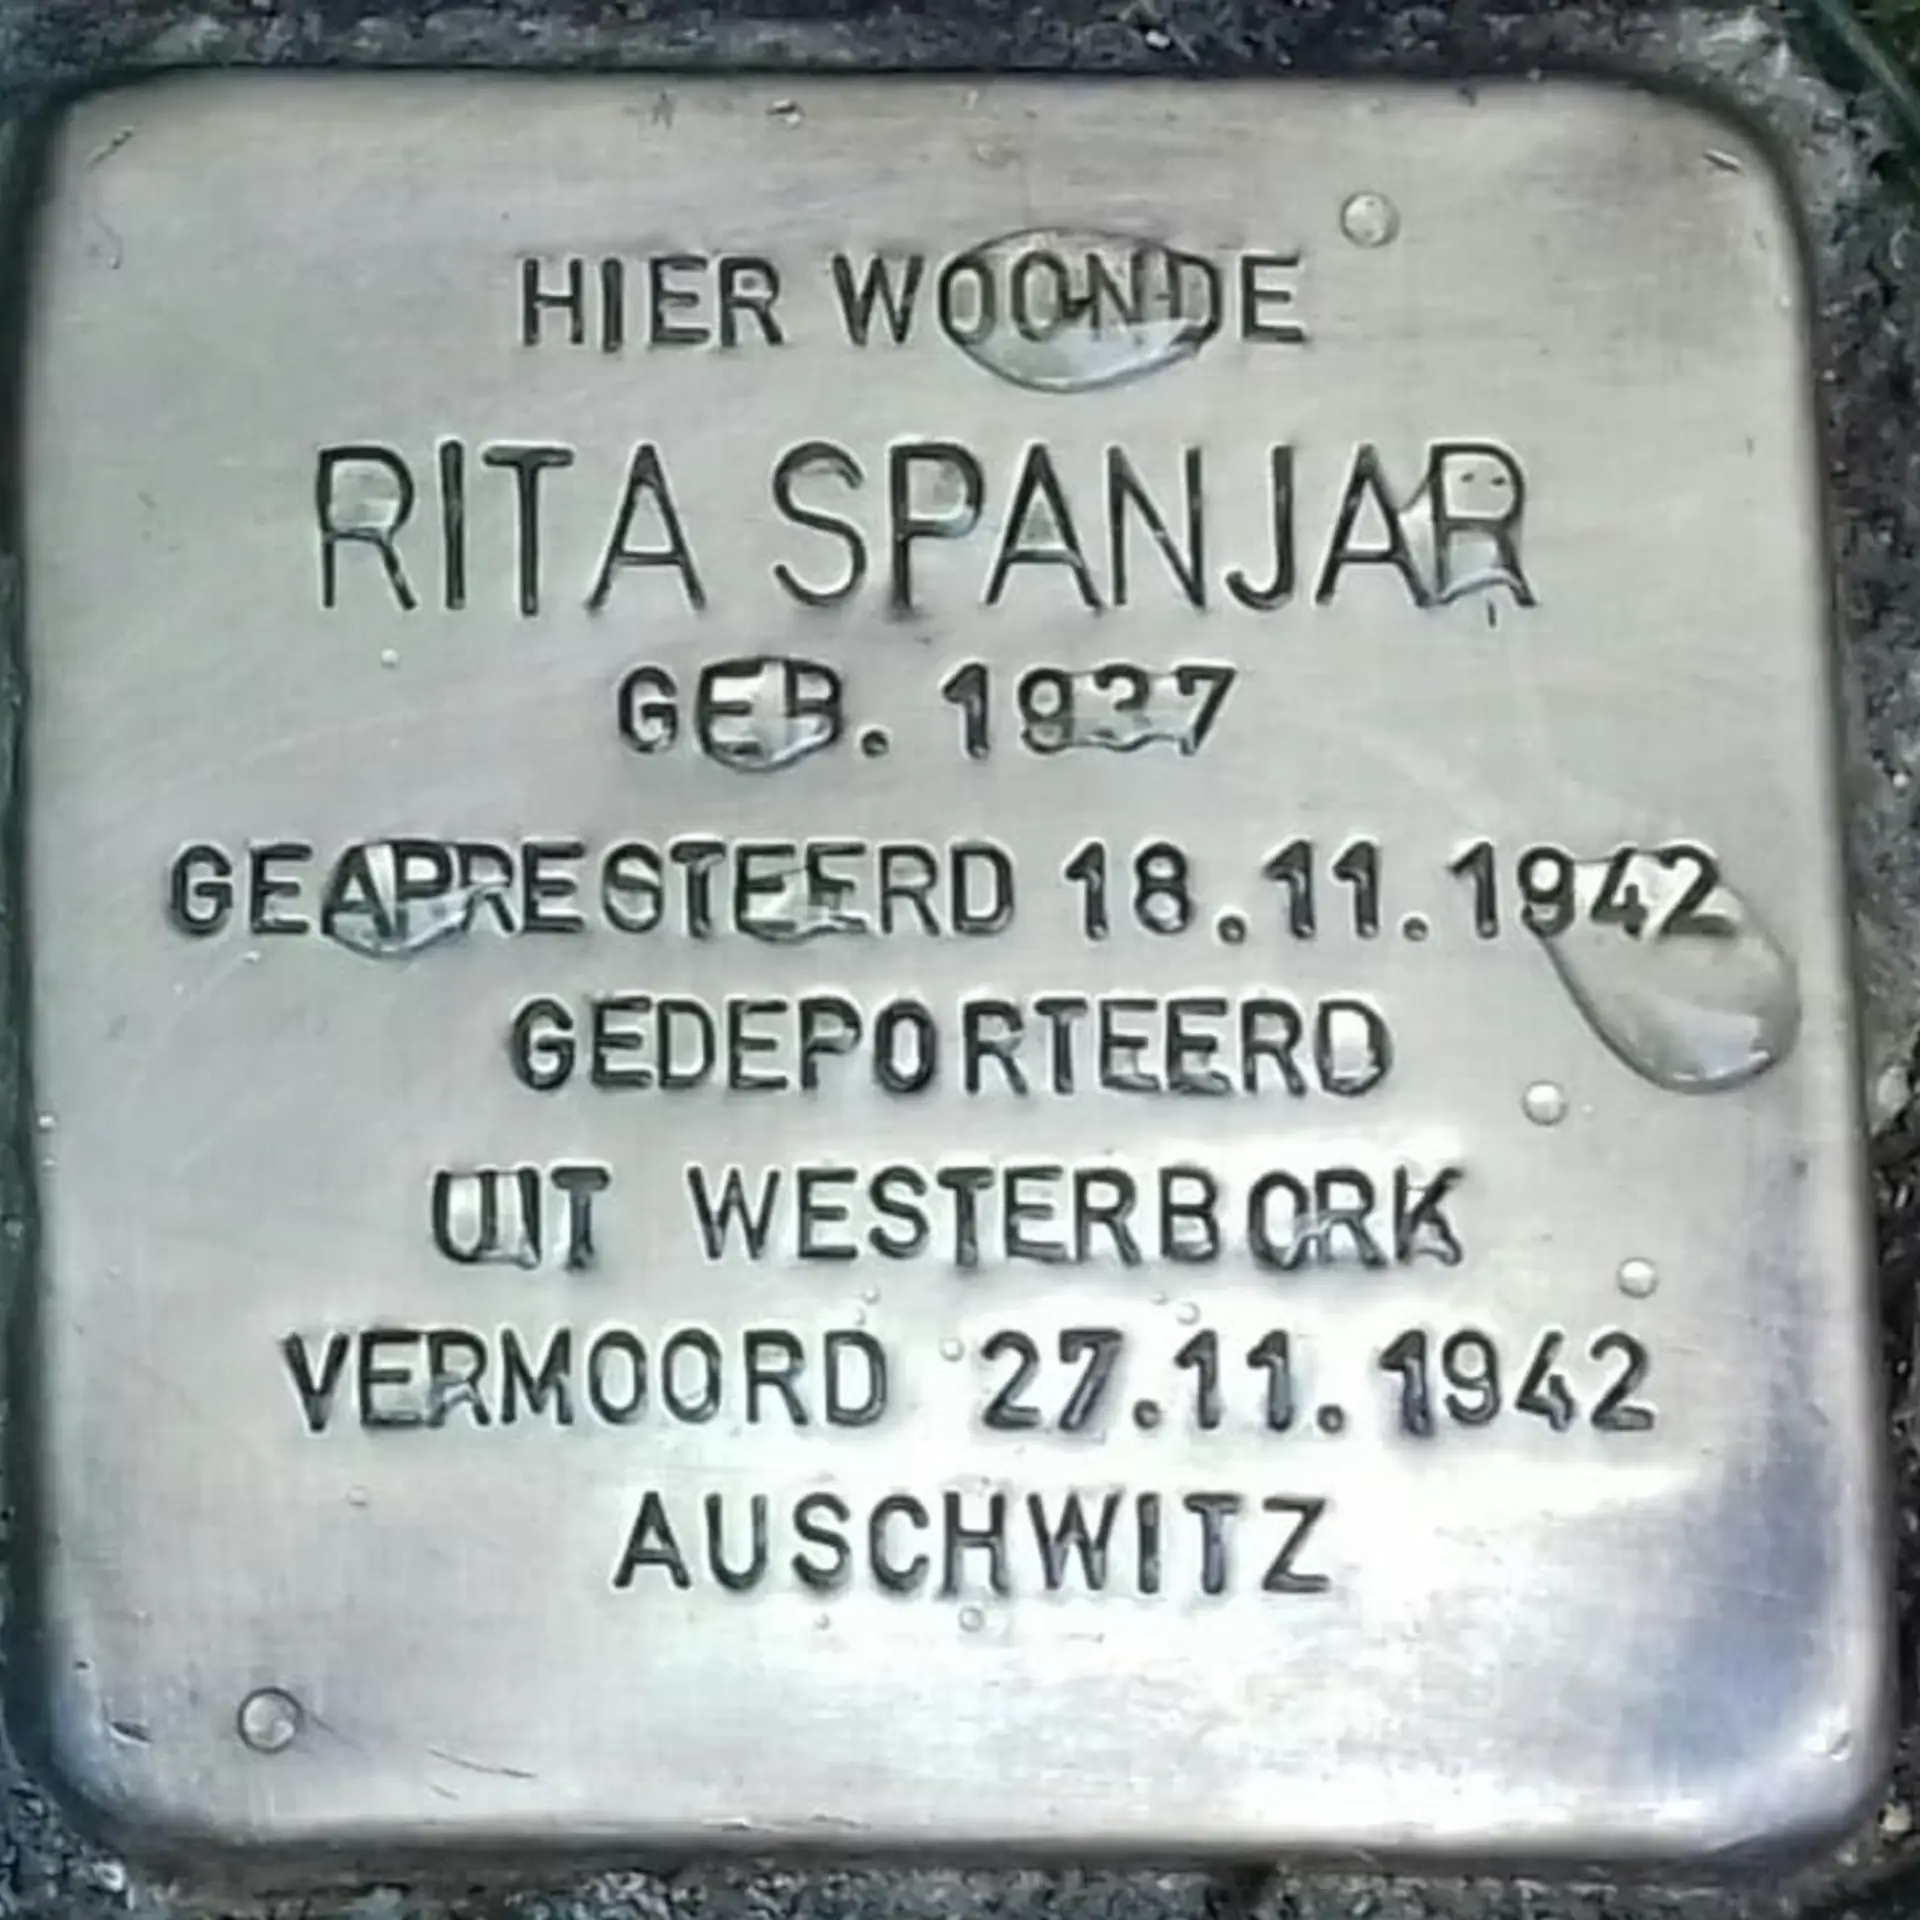 HIER WOONDE
RITA SPANJAR
GEB. 1937
GEARRESTEERD 18.11.1942
GEDEPORTEERD
UIT WESTERBORK
VERMOORD 27.11.1942
AUSCHWITZ